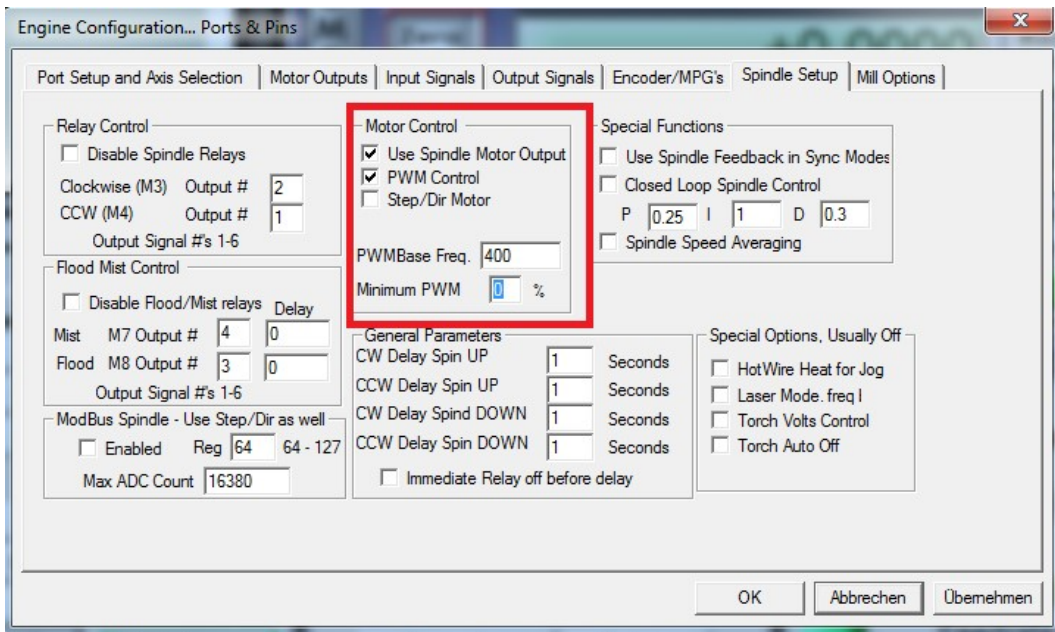 Engine Configuration... Ports & Pins
Port Setup and Axis Selection
Motor Outputs
Input Signals
Output Signals
Encoder/MPG's
Spindle Setup
Mill Options
Relay Control
Disable Spindle Relays
Clockwise (M3) Output # 2
CCW (M4) Output # 1
Output Signal #'s 1-6
Flood Mist Control
Disable Flood/Mist relays Delay
Mist M7 Output # 4 0
Flood M8 Output # 3 0
Output Signal #'s 1-6
ModBus Spindle - Use Step/Dir as well
Enabled Reg 64 64 - 127
Max ADC Count 16380
Motor Control
Use Spindle Motor Output
PWM Control
Step/Dir Motor
PWMBase Freq. 400
Minimum PWM 0 %
General Parameters
CW Delay Spin UP 1 Seconds
CCW Delay Spin UP 1 Seconds
CW Delay Spind DOWN 1 Seconds
CCW Delay Spin DOWN 1 Seconds
Immediate Relay off before delay
Special Functions
Use Spindle Feedback in Sync Modes
Closed Loop Spindle Control
P 0.25 I 1 D 0.3
Spindle Speed Averaging
Special Options, Usually Off
HotWire Heat for Jog
Laser Mode. freq I
Torch Volts Control
Torch Auto Off
OK
Abbrechen
Übernehmen